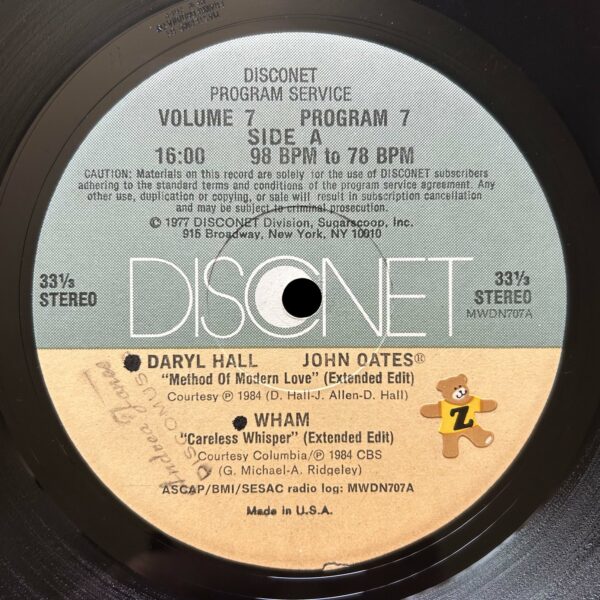 DISCONET
PROGRAM SERVICE
VOLUME 7 PROGRAM 7
SIDE A
16:00 98 BPM to 78 BPM
CAUTION: Materials on this record are solely for the use of DISCONET subscribers
adhering to the standard terms and conditions of the program service agreement. Any
other use, duplication or copying, or sale will result in subscription cancellation
and may be subject to criminal prosecution.
© 1977 DISCONET Division, Sugarscoop, Inc.
915 Broadway, New York, NY 10010
33⅓
STEREO
DISCONET
33⅓
STEREO
MWDN707A
DARYL HALL JOHN OATES®
"Method Of Modern Love" (Extended Edit)
Courtesy ℗ 1984 (D. Hall-J. Allen-D. Hall)
WHAM
"Careless Whisper" (Extended Edit)
Courtesy Columbia/℗ 1984 CBS
(G. Michael-A. Ridgeley)
ASCAP/BMI/SESAC radio log: MWDN707A
Made in U.S.A.
Z
Andrea
DISCOMUSIC